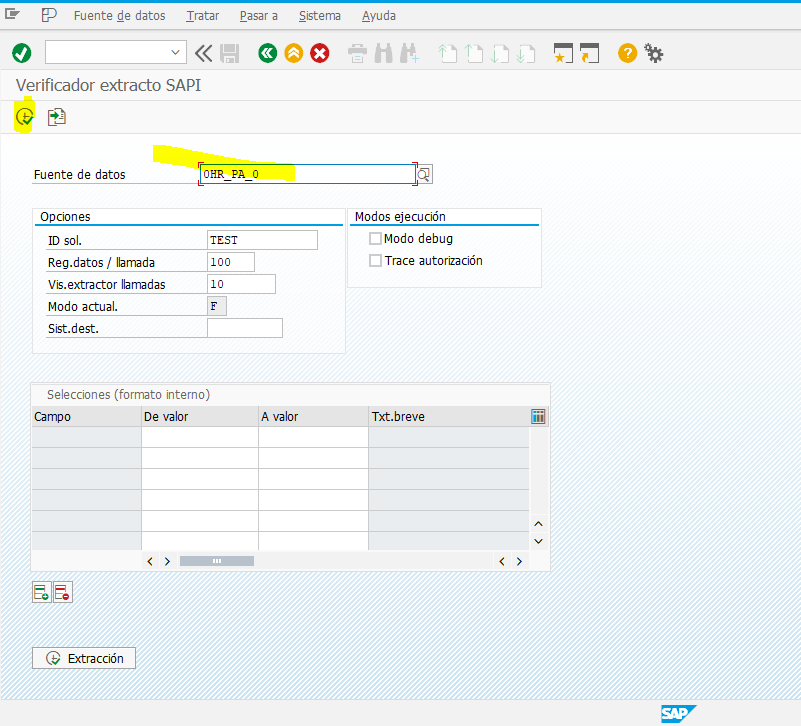 Fuente de datos Tratar Pasar a Sistema Ayuda
Verificador extracto SAPI
Fuente de datos 0HR_PA_0
Opciones
ID sol. TEST
Reg.datos / llamada 100
Vis.extractor llamadas 10
Modo actual. F
Sist.dest.
Modos ejecución
Modo debug
Trace autorización
Selecciones (formato interno)
Campo De valor A valor Txt.breve
Extracción
SAP